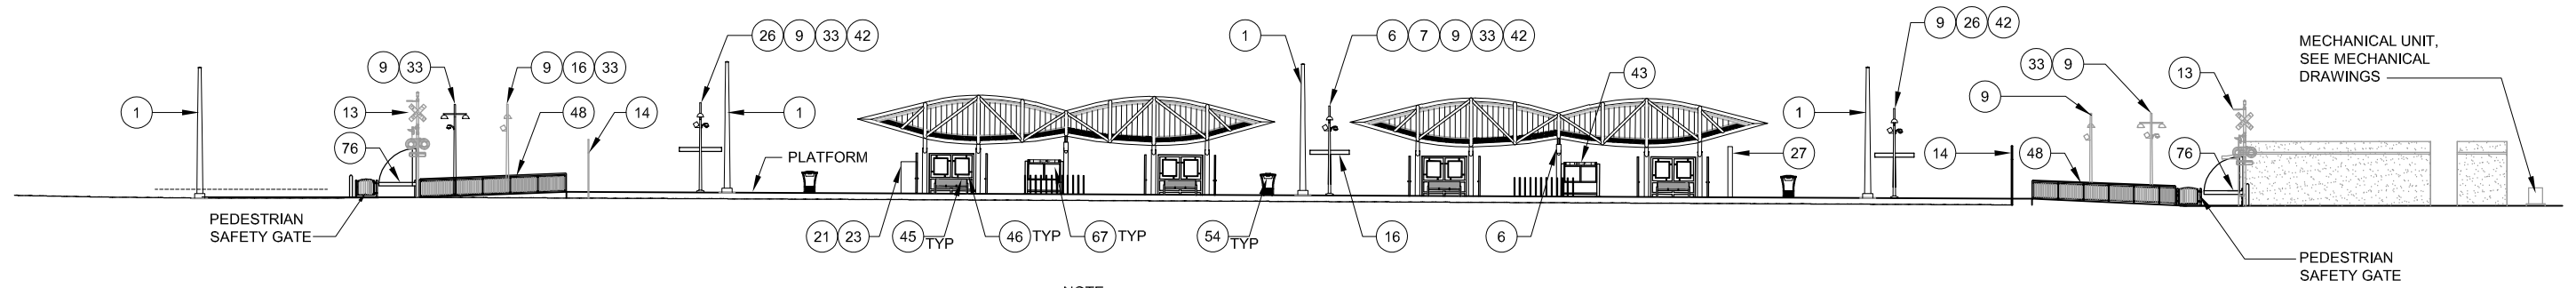 26 9 33 42
1
6 7 9 33 42
9 26 42
MECHANICAL UNIT,
SEE MECHANICAL
DRAWINGS
9 33
9 16 33
43
33 9
13
1
13
48
14
1
9
1
76
PLATFORM
27
14
48
76
PEDESTRIAN
SAFETY GATE
21 23
45 TYP
46 TYP
67 TYP
54 TYP
16
6
PEDESTRIAN
SAFETY GATE